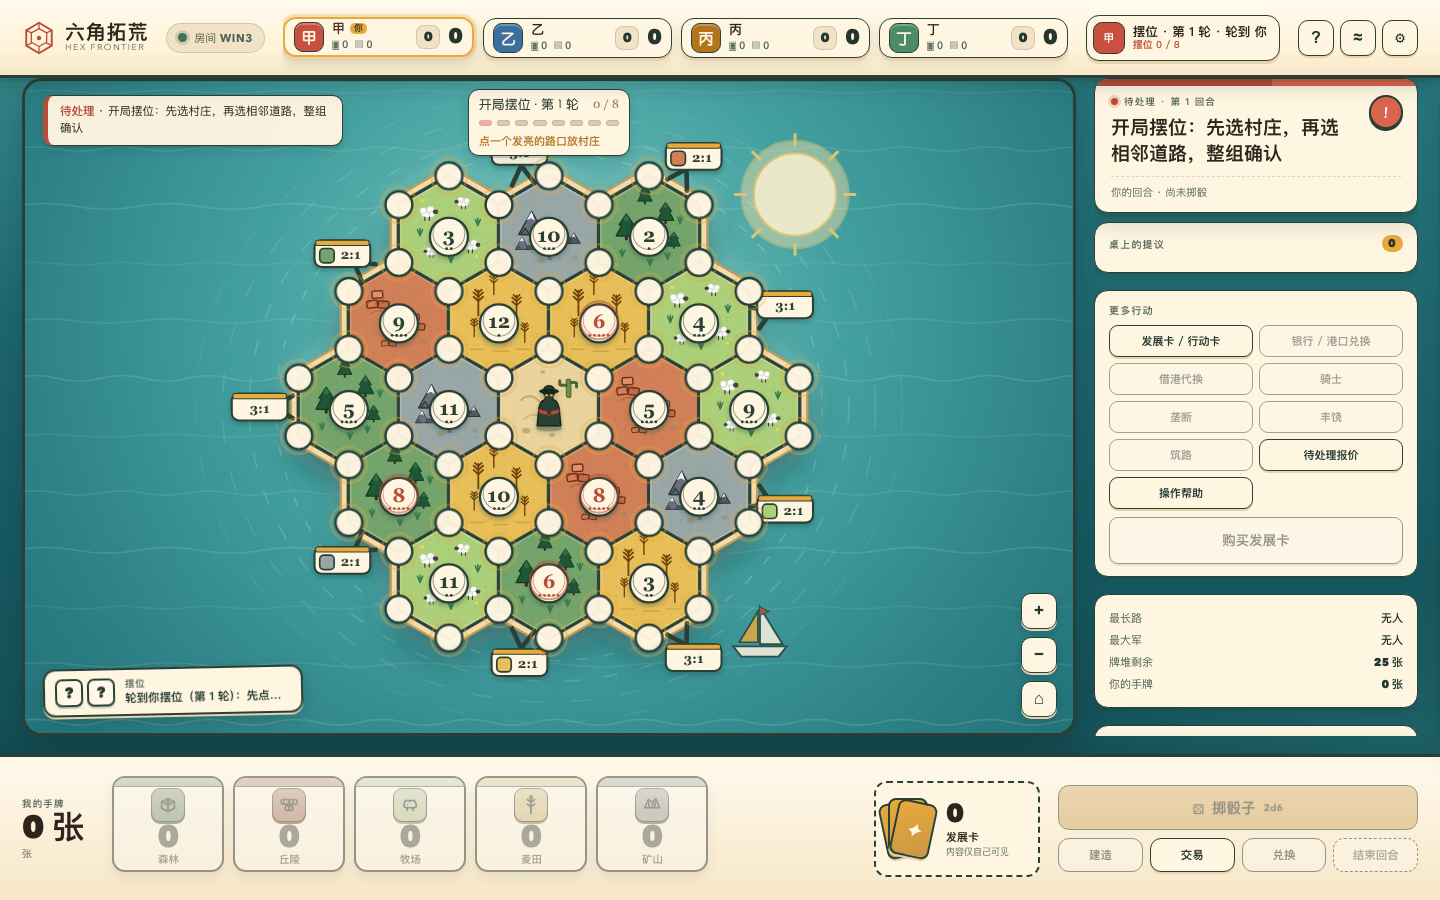 六角拓荒
HEX FRONTIER
房间 WIN3
甲
甲 你
0 0
0 0
乙
乙
0 0
0 0
丙
丙
0 0
0 0
丁
丁
0 0
0 0
甲
摆位 · 第 1 轮 · 轮到 你
摆位 0 / 8
?
≈
待处理 · 开局摆位：先选村庄，再选相邻道路，整组
确认
开局摆位 · 第 1 轮 0 / 8
点一个发亮的路口放村庄
2:1
3 10 2
2:1
9 12 6 4
3:1
3:1
5 11 5 9
8 10 8 4
2:1
2:1
11 6 3
2:1
3:1
+
−
? ?
摆位
轮到你摆位（第 1 轮）：先点...
待处理 · 第 1 回合
!
开局摆位：先选村庄，再选
相邻道路，整组确认
你的回合 · 尚未掷骰
桌上的提议 0
更多行动
发展卡 / 行动卡
银行 / 港口兑换
借港代换
骑士
垄断
丰饶
筑路
待处理报价
操作帮助
购买发展卡
最长路 无人
最大军 无人
牌堆剩余 25 张
你的手牌 0 张
我的手牌
0 张
张
0
森林
0
丘陵
0
牧场
0
麦田
0
矿山
0
发展卡
内容仅自己可见
掷骰子 2d6
建造
交易
兑换
结束回合